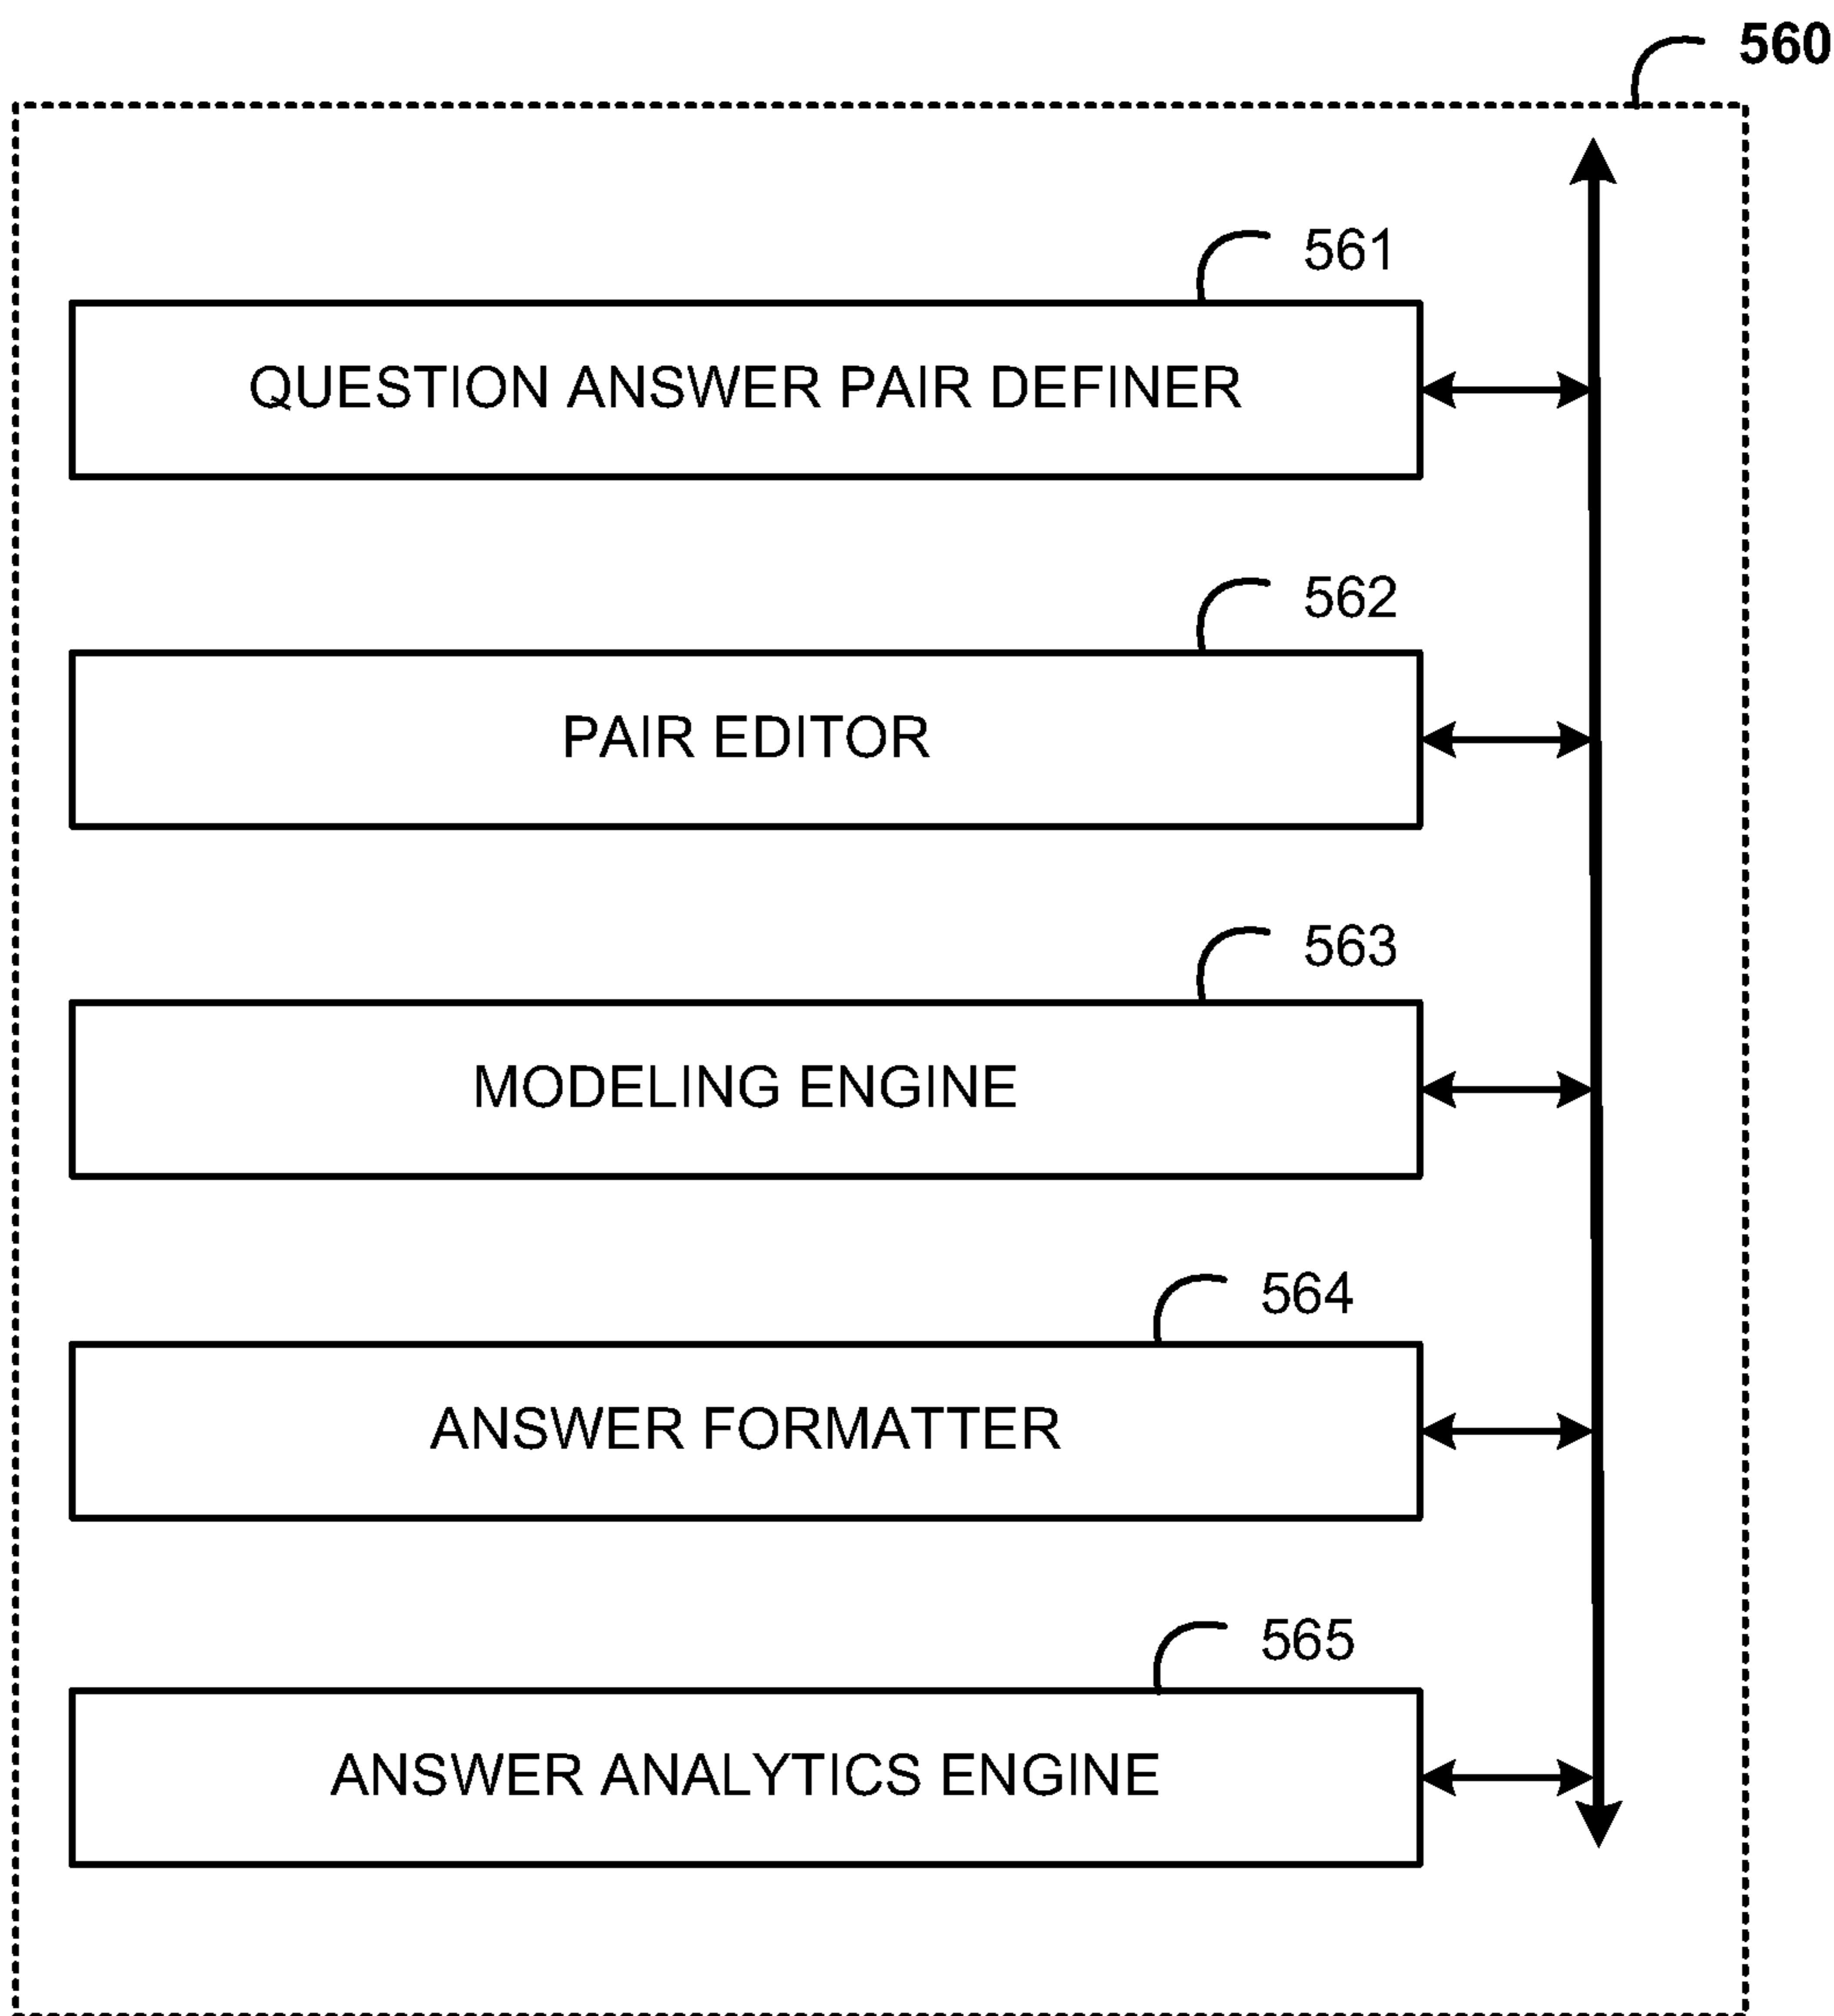 560
561
QUESTION ANSWER PAIR DEFINER
562
PAIR EDITOR
563
MODELING ENGINE
564
ANSWER FORMATTER
565
ANSWER ANALYTICS ENGINE